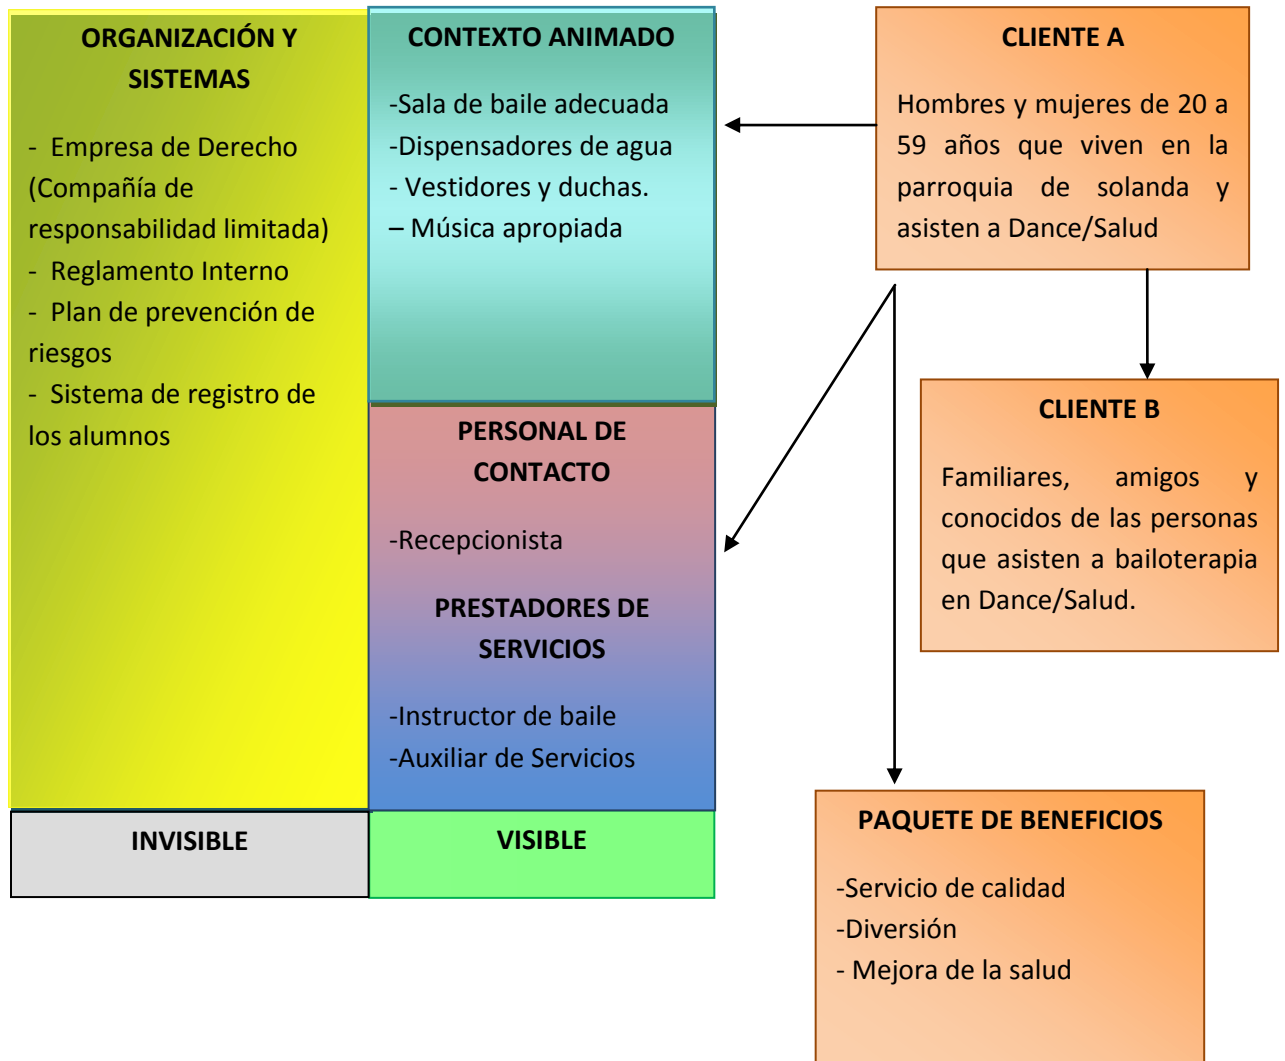 ORGANIZACIÓN Y
SISTEMAS
- Empresa de Derecho
(Compañía de
responsabilidad limitada)
- Reglamento Interno
- Plan de prevención de
riesgos
- Sistema de registro de
los alumnos
INVISIBLE
CONTEXTO ANIMADO
-Sala de baile adecuada
-Dispensadores de agua
- Vestidores y duchas.
– Música apropiada
PERSONAL DE
CONTACTO
-Recepcionista
PRESTADORES DE
SERVICIOS
-Instructor de baile
-Auxiliar de Servicios
VISIBLE
CLIENTE A
Hombres y mujeres de 20 a
59 años que viven en la
parroquia de solanda y
asisten a Dance/Salud
CLIENTE B
Familiares, amigos y
conocidos de las personas
que asisten a bailoterapia
en Dance/Salud.
PAQUETE DE BENEFICIOS
-Servicio de calidad
-Diversión
- Mejora de la salud